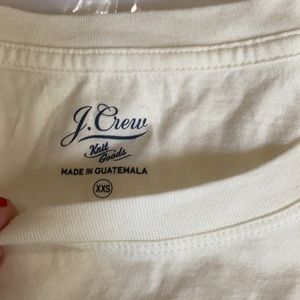 J.Crew
Knit
Goods
MADE IN GUATEMALA
XXS